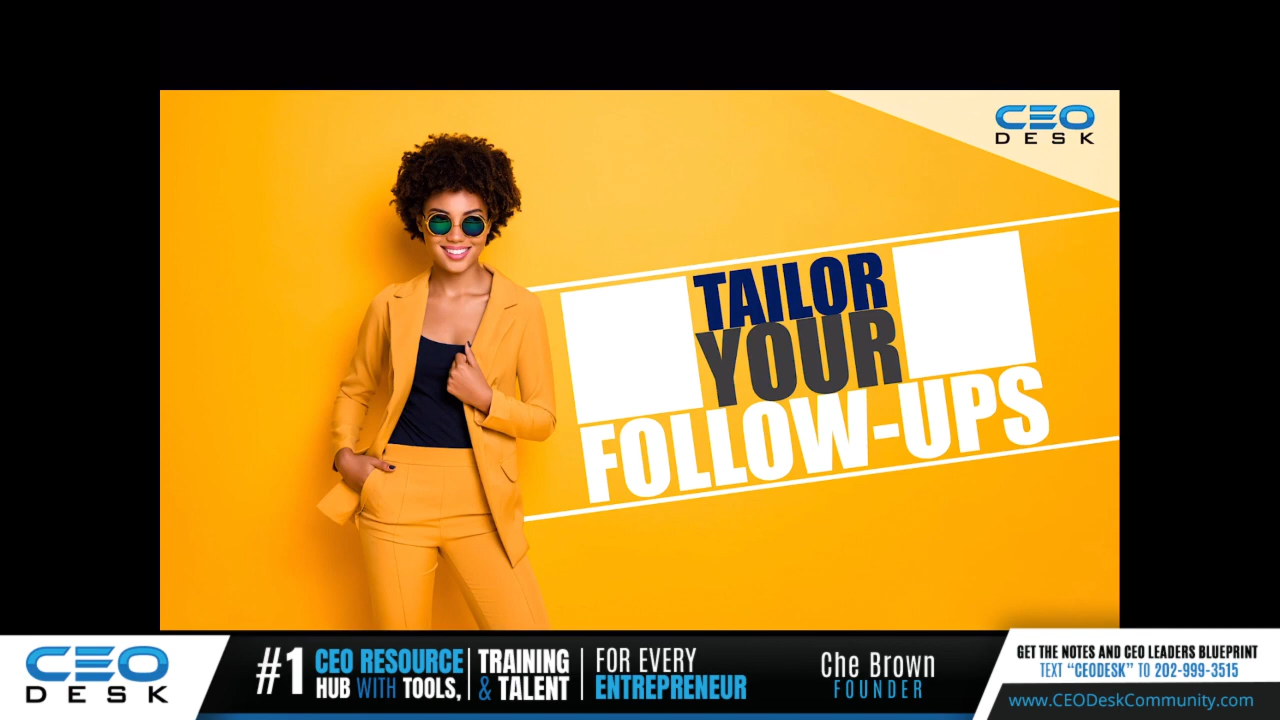 CEO
DESK
TAILOR
YOUR
FOLLOW-UPS
CEO
DESK
#1 CEO RESOURCE
HUB WITH TOOLS,
TRAINING
& TALENT
FOR EVERY
ENTREPRENEUR
Che Brown
FOUNDER
GET THE NOTES AND CEO LEADERS BLUEPRINT
TEXT “CEODESK” TO 202-999-3515
www.CEODeskCommunity.com